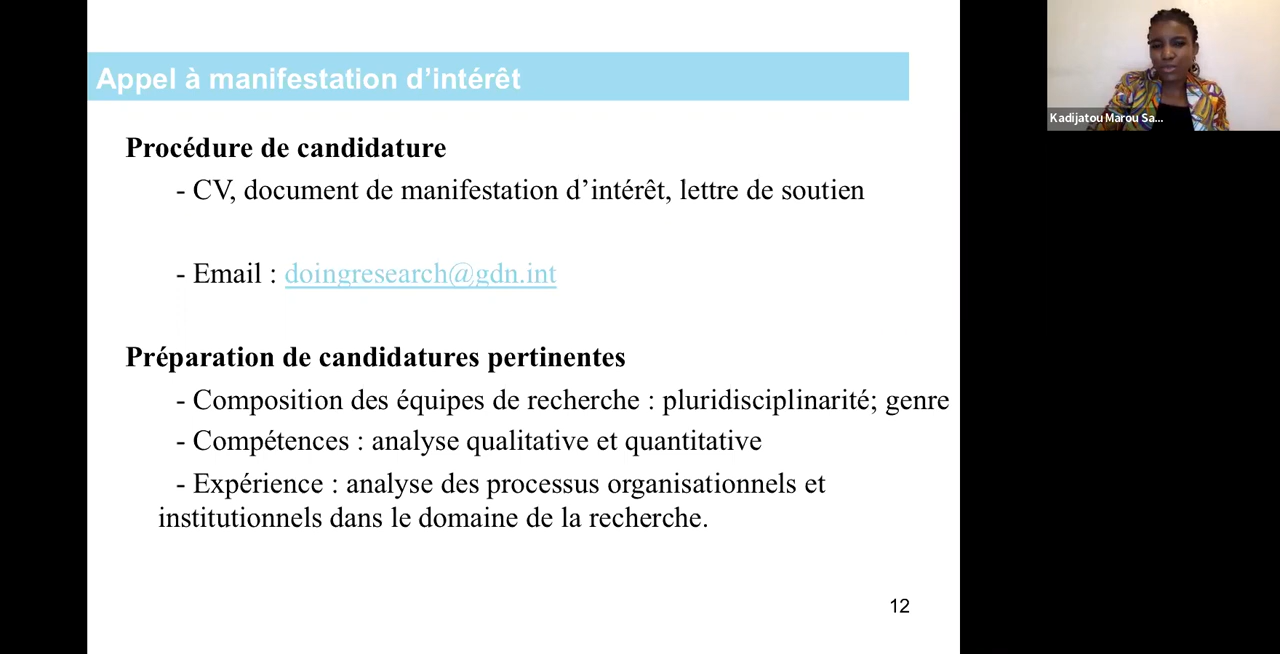 Appel à manifestation d’intérêt
Procédure de candidature
- CV, document de manifestation d’intérêt, lettre de soutien
- Email : doingresearch@gdn.int
Préparation de candidatures pertinentes
- Composition des équipes de recherche : pluridisciplinarité; genre
- Compétences : analyse qualitative et quantitative
- Expérience : analyse des processus organisationnels et
institutionnels dans le domaine de la recherche.
12
Kadijatou Marou Sa...